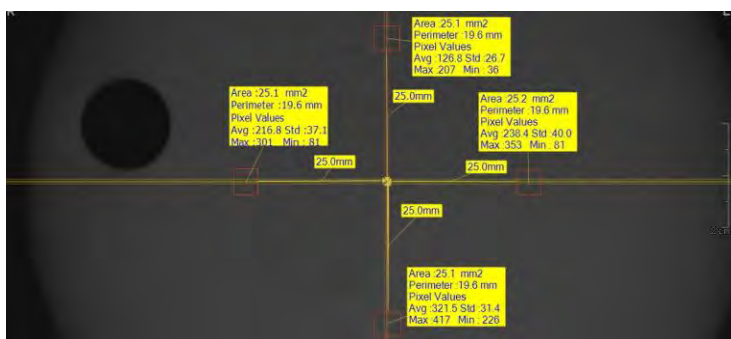 Area :25.1 mm2
Perimeter :19.6 mm
Pixel Values
Avg :126.8 Std :26.7
Max :207 Min : 36
25.0mm
Area :25.1 mm2
Perimeter :19.6 mm
Pixel Values
Avg :216.8 Std :37.1
Max :301 Min : 81
Area :25.2 mm2
Perimeter :19.6 mm
Pixel Values
Avg :238.4 Std :40.0
Max :353 Min : 81
25.0mm
25.0mm
25.0mm
Area :25.1 mm2
Perimeter :19.6 mm
Pixel Values
Avg :321.5 Std :31.4
Max :417 Min : 226